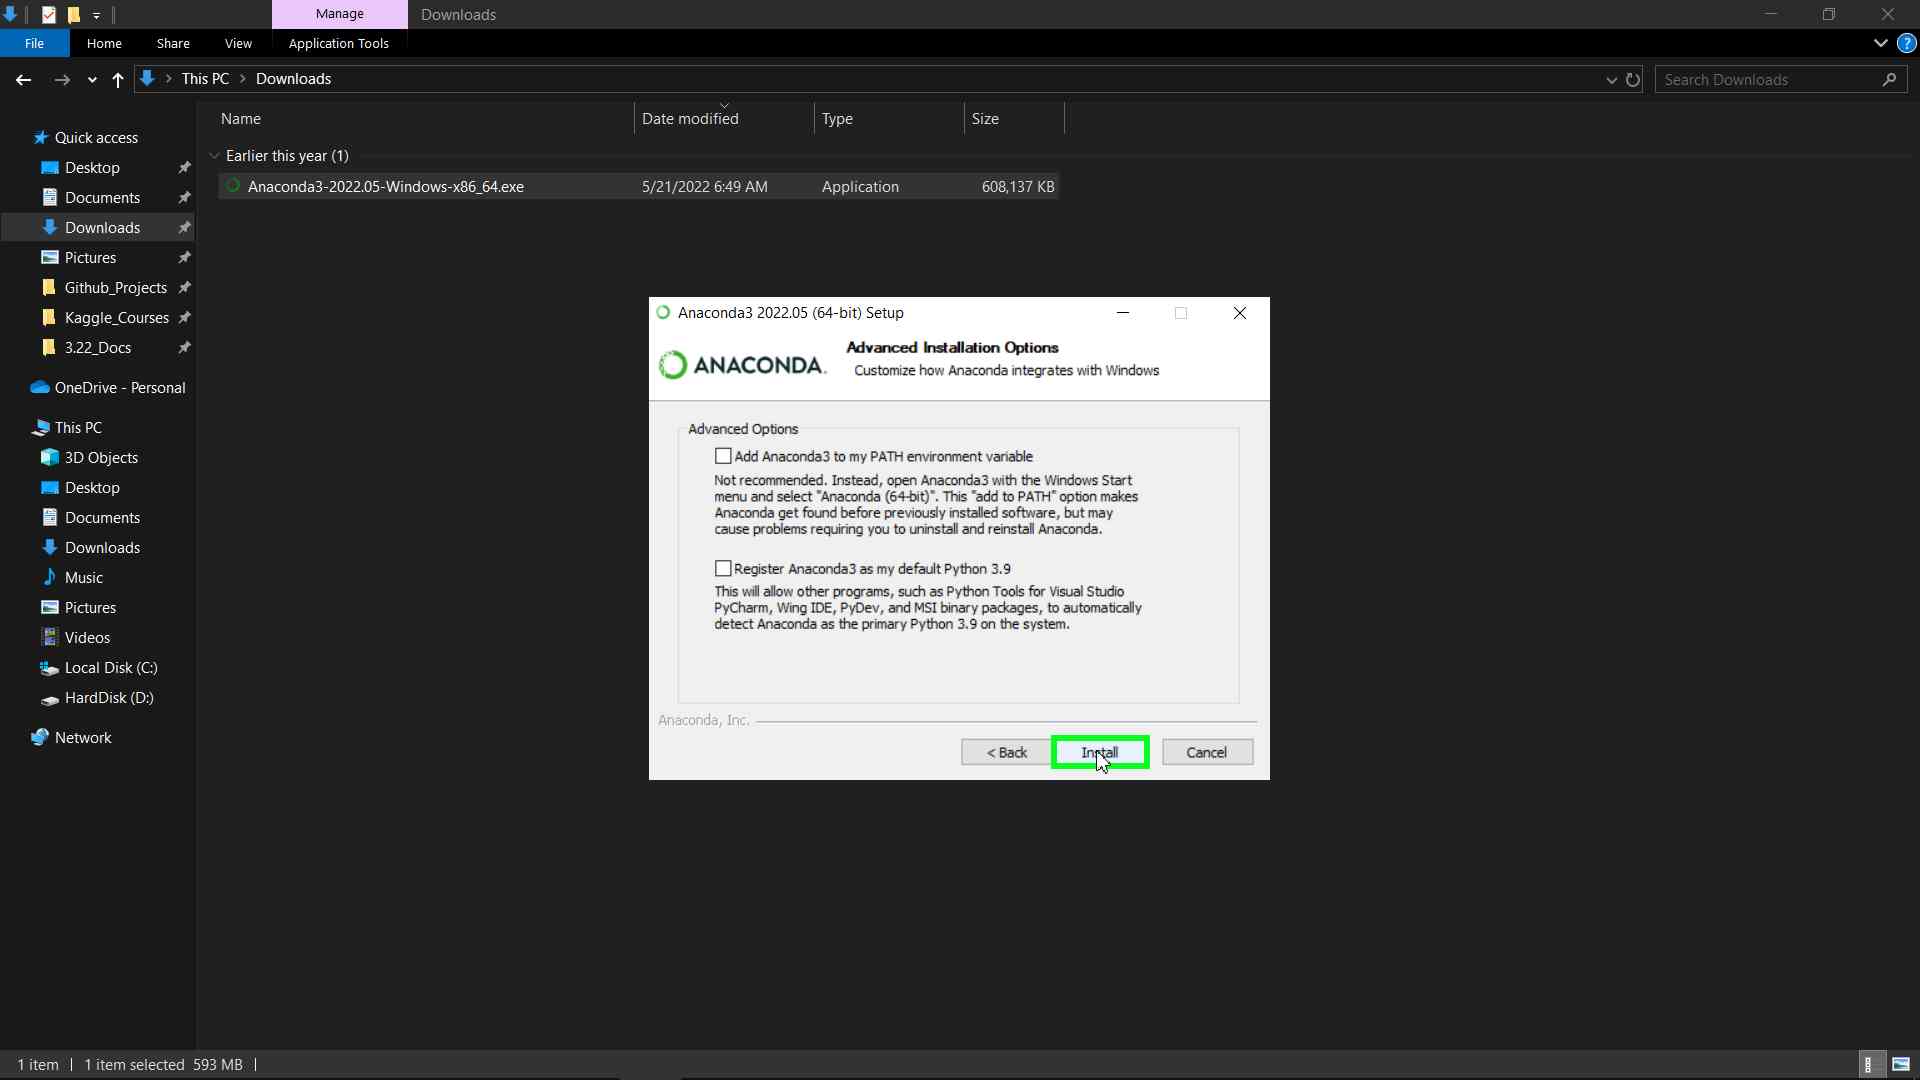 Manage
Downloads
File
Home
Share
View
Application Tools
?
This PC
Downloads
Search Downloads
Name
Date modified
Type
Size
Quick access
Desktop
Documents
Downloads
Pictures
Github_Projects
Kaggle_Courses
3.22_Docs
OneDrive - Personal
This PC
3D Objects
Desktop
Documents
Downloads
Music
Pictures
Videos
Local Disk (C:)
HardDisk (D:)
Network
Earlier this year (1)
Anaconda3-2022.05-Windows-x86_64.exe
5/21/2022 6:49 AM
Application
608,137 KB
Anaconda3 2022.05 (64-bit) Setup
ANACONDA.
Advanced Installation Options
Customize how Anaconda integrates with Windows
Advanced Options
Add Anaconda3 to my PATH environment variable
Not recommended. Instead, open Anaconda3 with the Windows Start
menu and select "Anaconda (64-bit)". This "add to PATH" option makes
Anaconda get found before previously installed software, but may
cause problems requiring you to uninstall and reinstall Anaconda.
Register Anaconda3 as my default Python 3.9
This will allow other programs, such as Python Tools for Visual Studio
PyCharm, Wing IDE, PyDev, and MSI binary packages, to automatically
detect Anaconda as the primary Python 3.9 on the system.
Anaconda, Inc.
< Back
Install
Cancel
1 item
1 item selected 593 MB